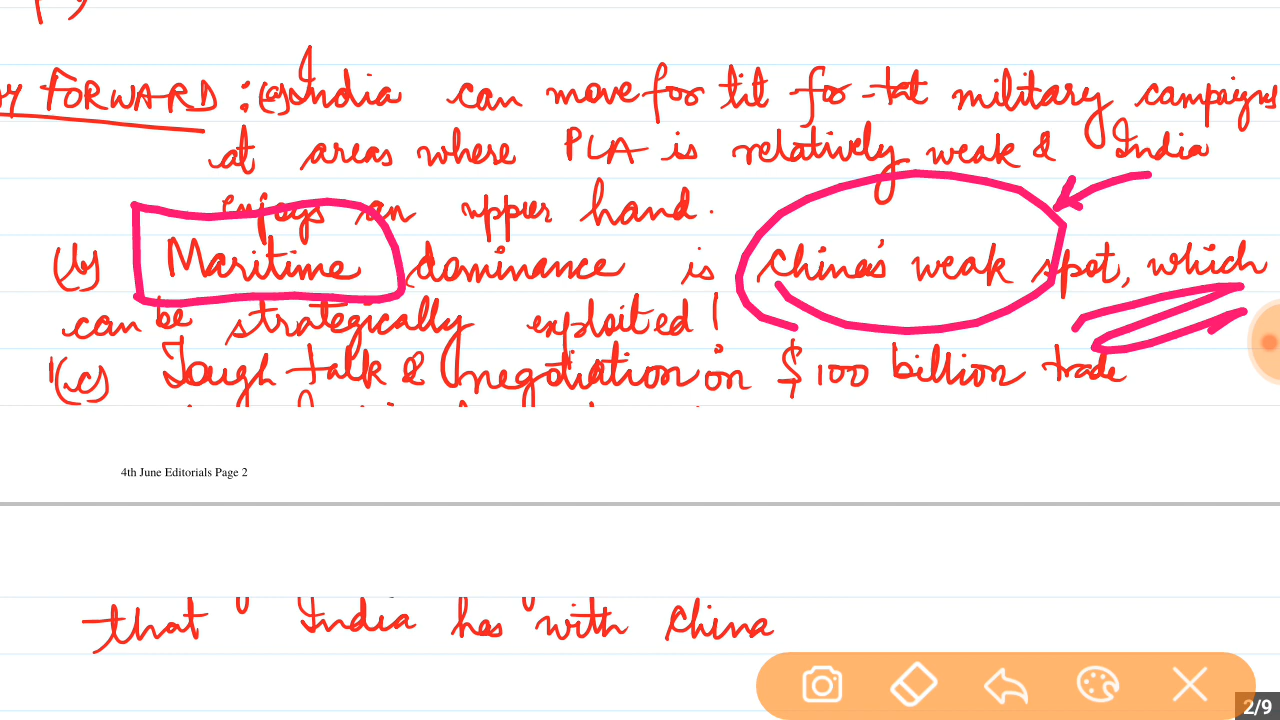 FORWARD : (a) India can move for tit for tat military campaigns
at areas where PLA is relatively weak & India
enjoys an upper hand.
(b) Maritime dominance is China's weak spot, which
can be strategically exploited!
(c) Tough talk & negotiation on $100 billion trade
4th June Editorials Page 2
that India has with China
2/9